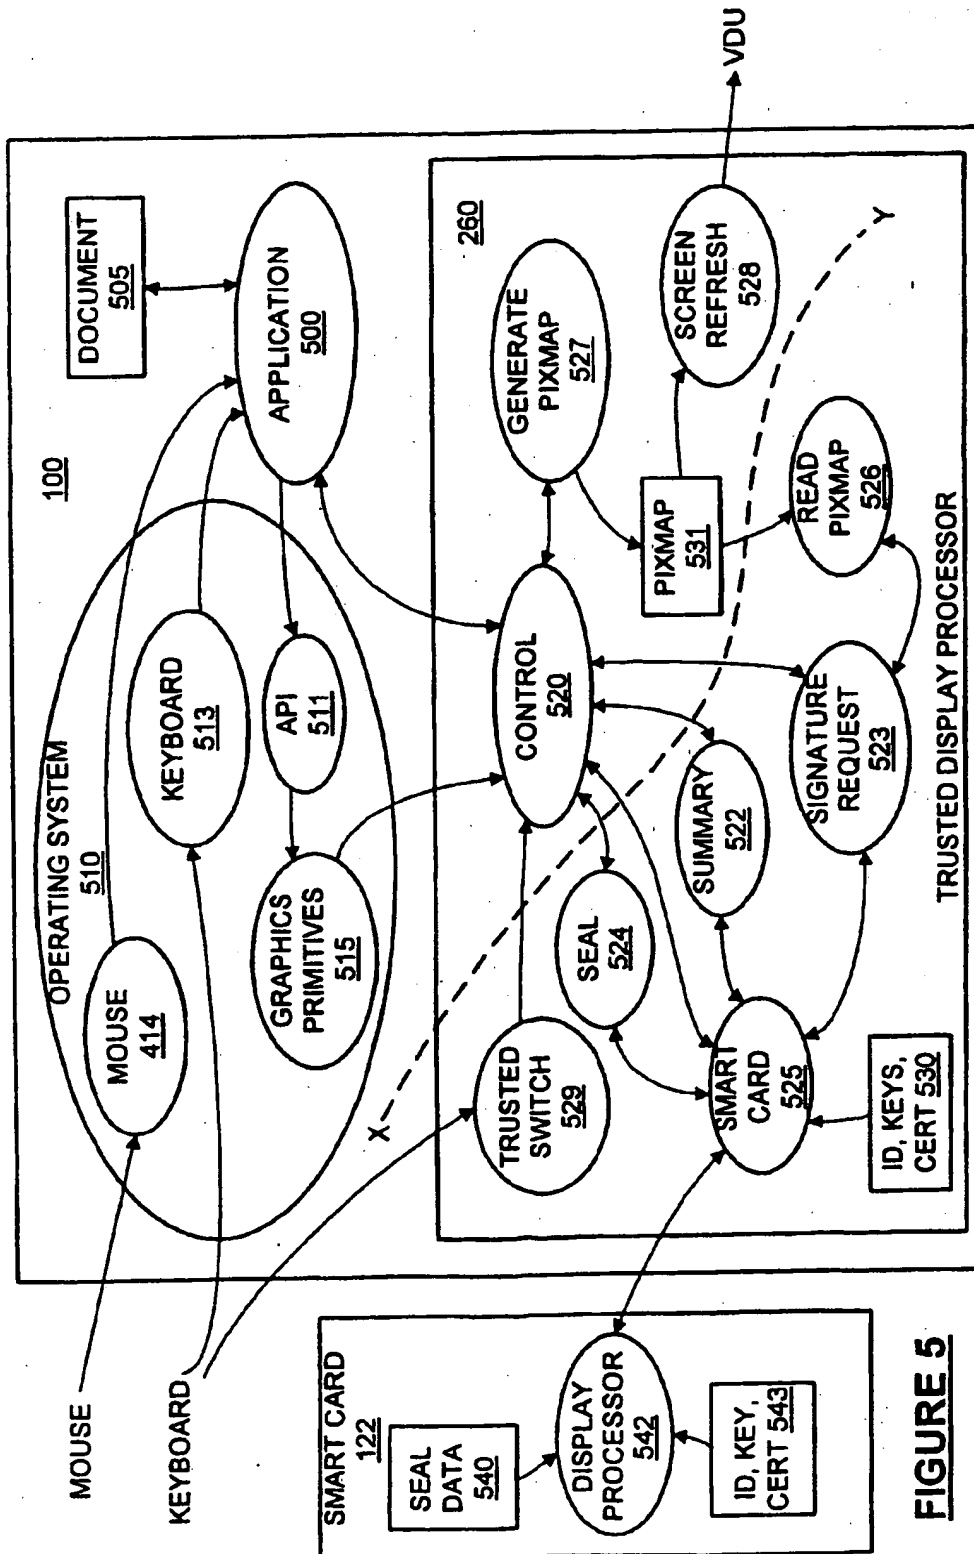 MOUSE
KEYBOARD
OPERATING SYSTEM
510
MOUSE
414
KEYBOARD
513
API
511
GRAPHICS
PRIMITIVES
515
100
DOCUMENT
505
APPLICATION
500
260
X
TRUSTED
SWITCH
529
CONTROL
520
GENERATE
PIXMAP
527
PIXMAP
531
SCREEN
REFRESH
528
VDU
Y
SEAL
524
SUMMARY
522
SIGNATURE
REQUEST
523
READ
PIXMAP
526
SMART
CARD
525
ID, KEYS,
CERT 530
TRUSTED DISPLAY PROCESSOR
SMART CARD
122
SEAL
DATA
540
DISPLAY
PROCESSOR
542
ID, KEY,
CERT 543
FIGURE 5